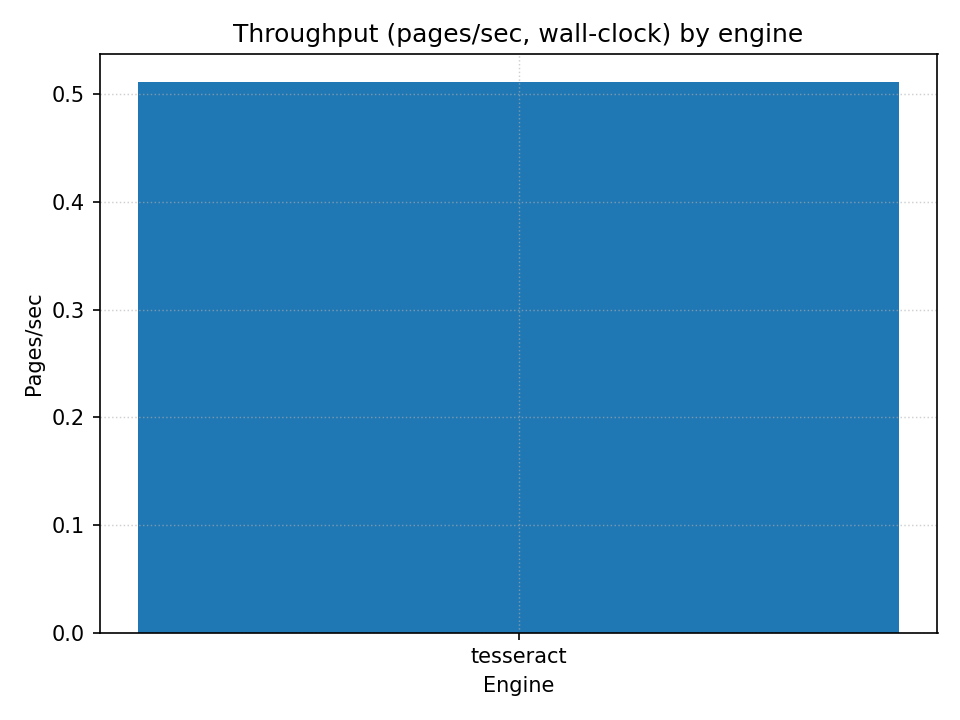 Throughput (pages/sec, wall-clock) by engine
Pages/sec
0.5
0.4
0.3
0.2
0.1
0.0
tesseract
Engine